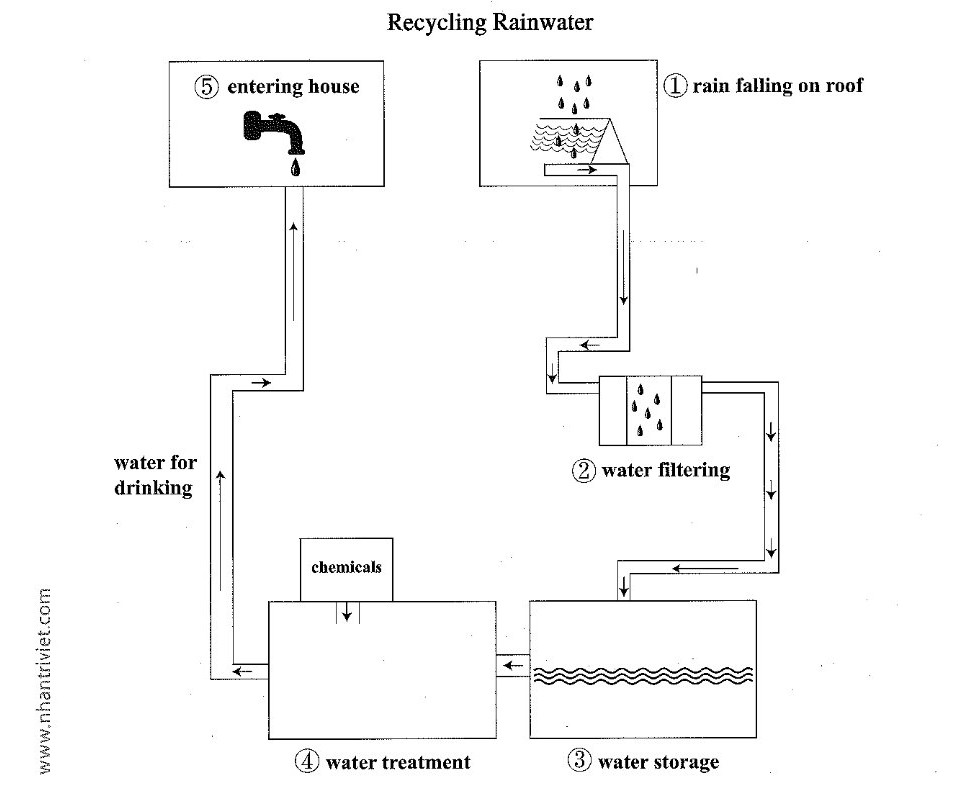 Recycling Rainwater
① rain falling on roof
② water filtering
③ water storage
④ water treatment
chemicals
water for
drinking
⑤ entering house
www.nhantriviet.com